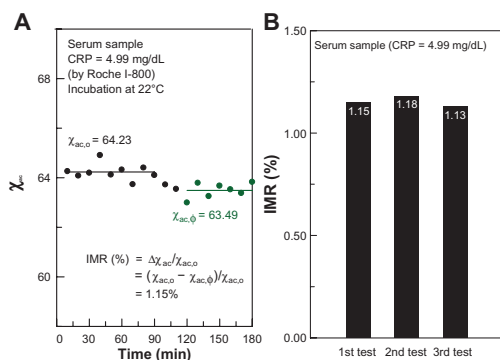 A
Serum sample
CRP = 4.99 mg/dL
(by Roche I-800)
Incubation at 22°C
χac,o = 64.23
χac,ϕ = 63.49
IMR (%) = Δχac/χac,o
= (χac,o − χac,ϕ)/χac,o
= 1.15%
χac
68
64
60
0 30 60 90 120 150 180
Time (min)
B
Serum sample (CRP = 4.99 mg/dL)
1.15
1.18
1.13
IMR (%)
1.50
1.00
0.50
0.00
1st test 2nd test 3rd test